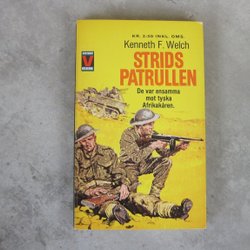 KR. 2:50 INKL. OMS.
Kenneth F. Welch
STRIDS
PATRULLEN
De var ensamma
mot tyska
Afrikakåren.
V